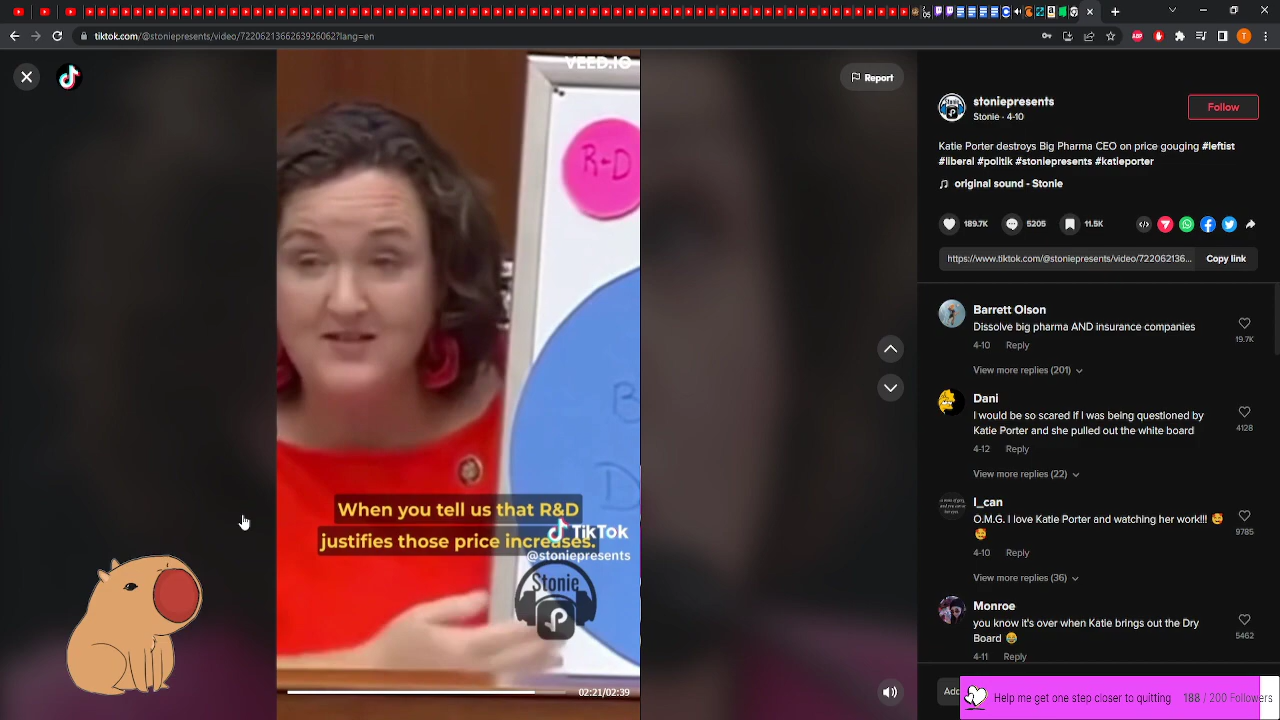 tiktok.com/@stoniepresents/video/7220621366263926062?lang=en
VEED.IO
R+D
When you tell us that R&D
justifies those price increases.
TikTok
@stoniepresents
Stonie
02:21/02:39
Report
stoniepresents
Stonie · 4-10
Follow
Katie Porter destroys Big Pharma CEO on price gouging #leftist
#liberal #politik #stoniepresents #katieporter
original sound - Stonie
189.7K
5205
11.5K
https://www.tiktok.com/@stoniepresents/video/722062136...
Copy link
Barrett Olson
Dissolve big pharma AND insurance companies
4-10 Reply
19.7K
View more replies (201)
Dani
I would be so scared If I was being questioned by
Katie Porter and she pulled out the white board
4-12 Reply
4128
View more replies (22)
I_can
O.M.G. I love Katie Porter and watching her work!!! 🥰
🥰
4-10 Reply
9785
View more replies (36)
Monroe
you know it's over when Katie brings out the Dry
Board 😂
4-11 Reply
5462
Add
Help me get one step closer to quitting
188 / 200 Follow